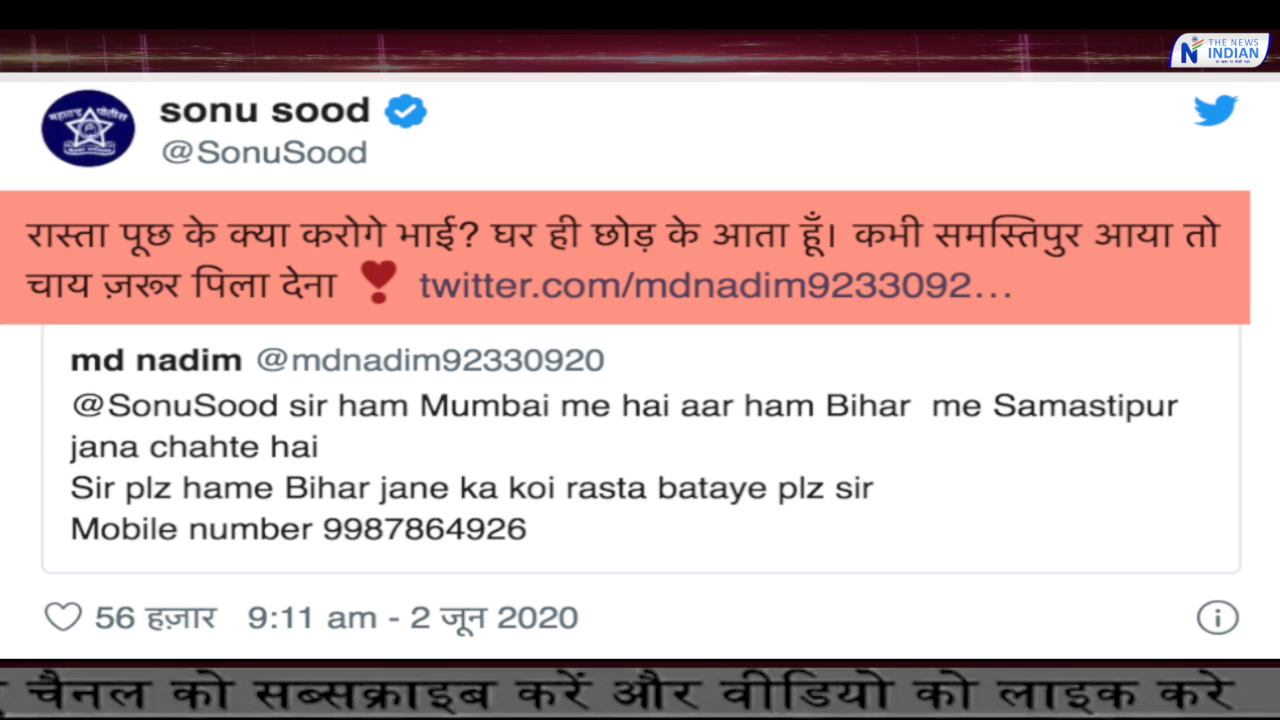 THE NEWS
INDIAN
sonu sood
@SonuSood
रास्ता पूछ के क्या करोगे भाई? घर ही छोड़ के आता हूँ। कभी समस्तिपुर आया तो
चाय ज़रूर पिला देना ❣ twitter.com/mdnadim9233092…
md nadim @mdnadim92330920
@SonuSood sir ham Mumbai me hai aar ham Bihar me Samastipur
jana chahte hai
Sir plz hame Bihar jane ka koi rasta bataye plz sir
Mobile number 9987864926
56 हज़ार 9:11 am - 2 जून 2020
चैनल को सब्सक्राइब करें और वीडियो को लाइक करे